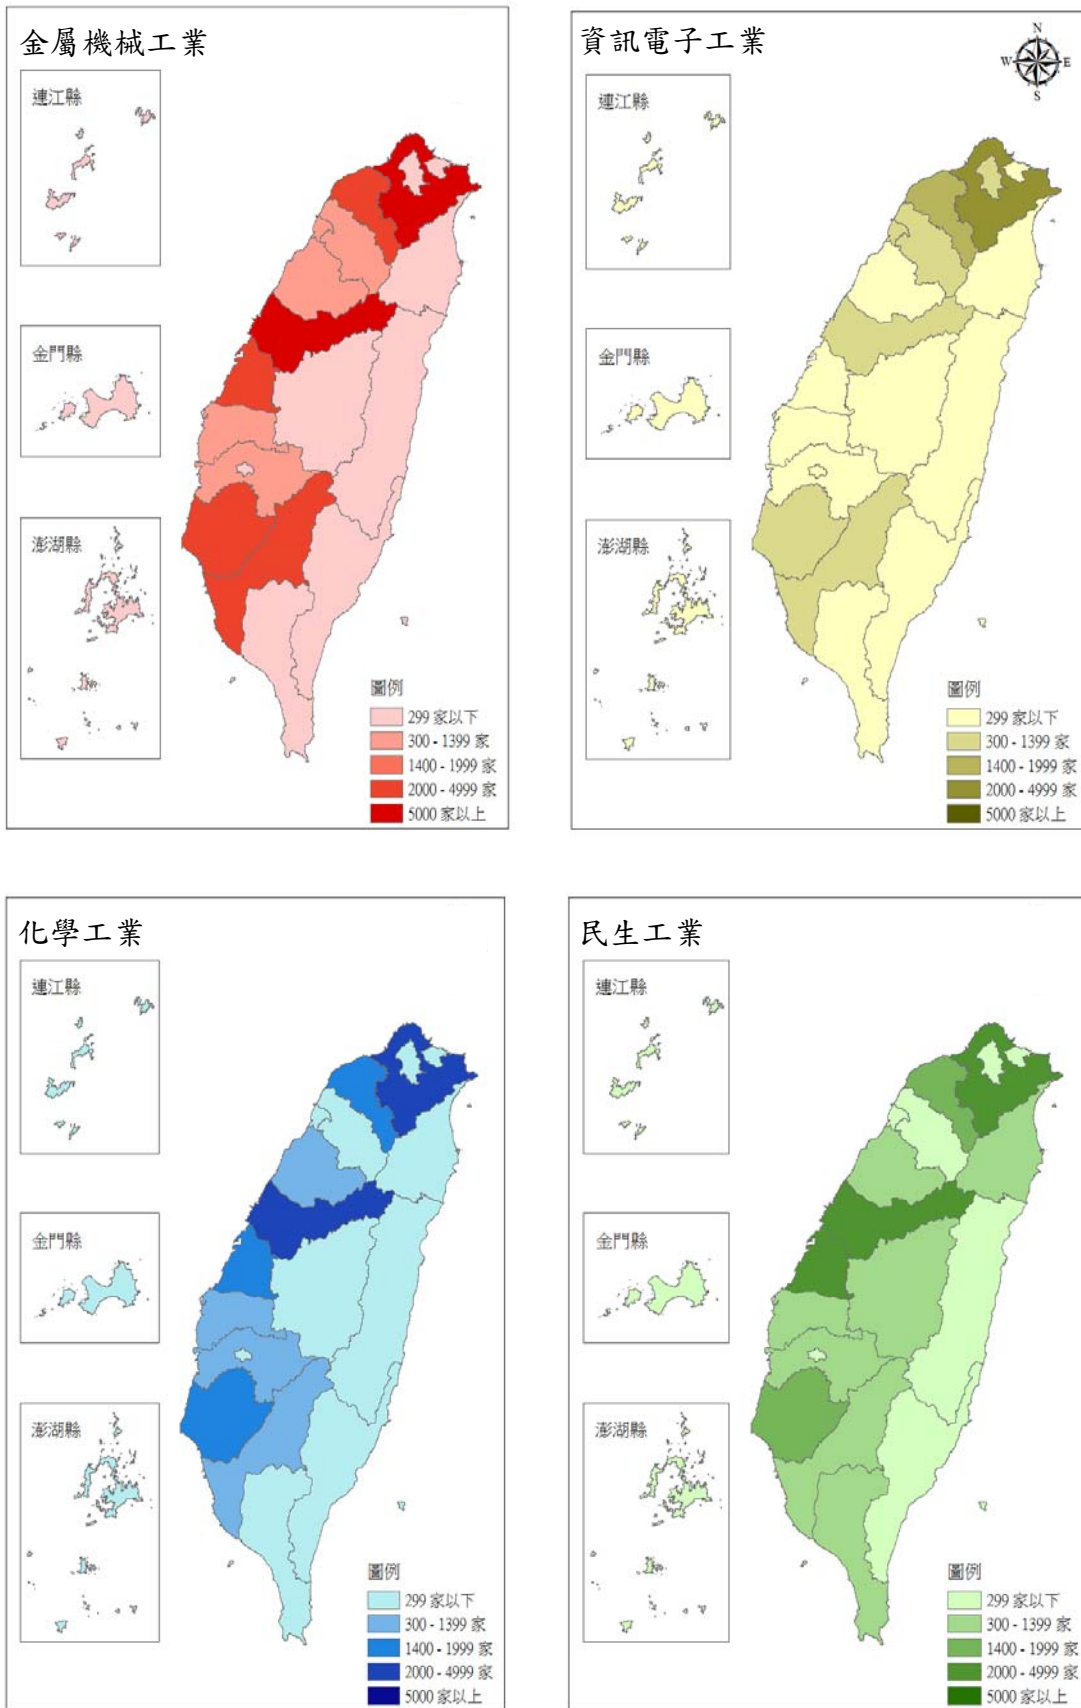 金屬機械工業
連江縣
金門縣
澎湖縣
圖例
299 家以下
300 - 1399 家
1400 - 1999 家
2000 - 4999 家
5000 家以上
資訊電子工業
N
W E
S
連江縣
金門縣
澎湖縣
圖例
299 家以下
300 - 1399 家
1400 - 1999 家
2000 - 4999 家
5000 家以上
化學工業
連江縣
金門縣
澎湖縣
圖例
299 家以下
300 - 1399 家
1400 - 1999 家
2000 - 4999 家
5000 家以上
民生工業
連江縣
金門縣
澎湖縣
圖例
299 家以下
300 - 1399 家
1400 - 1999 家
2000 - 4999 家
5000 家以上